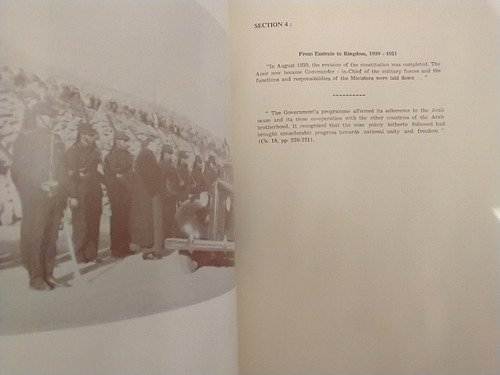 SECTION 4 :
From Emirate to Kingdom, 1939 - 1951
"In August 1939, the revision of the constitution was completed. The
Amir now became Commander - in-Chief of the military forces and the
functions and responsibilities of the Ministers were laid down . . "
----------
" The Government's programme affirmed its adherence to the Arab
cause and its close co-operation with the other countries of the Arab
brotherhood. It recognised that the wise policy hitherto followed had
brought considerable progress towards national unity and freedom ".
(Ch. 18, pp. 220-221).